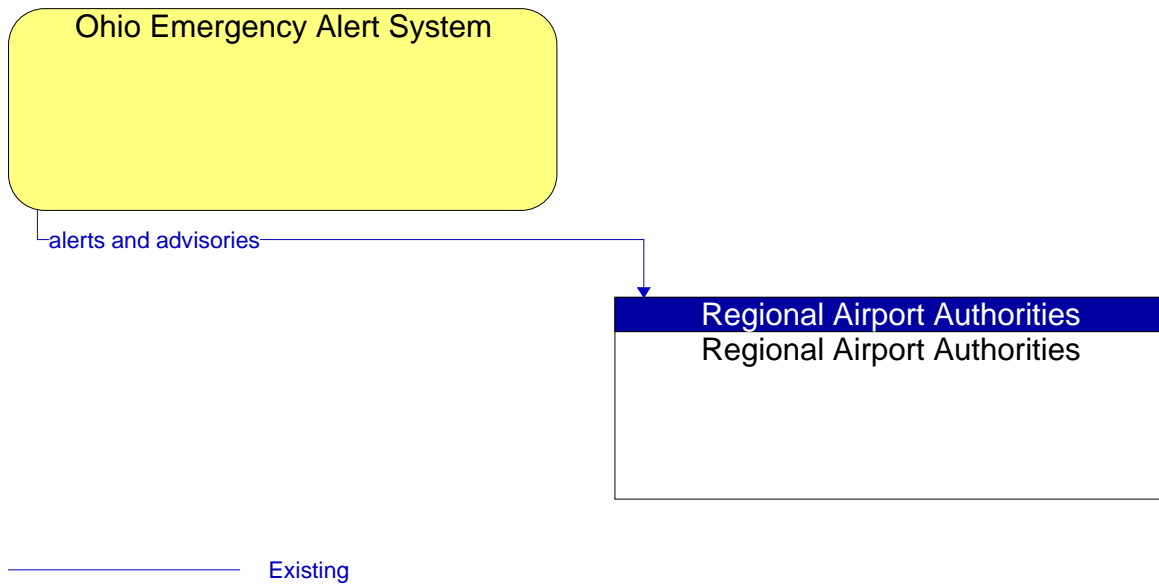 Ohio Emergency Alert System
alerts and advisories
Regional Airport Authorities
Regional Airport Authorities
Existing